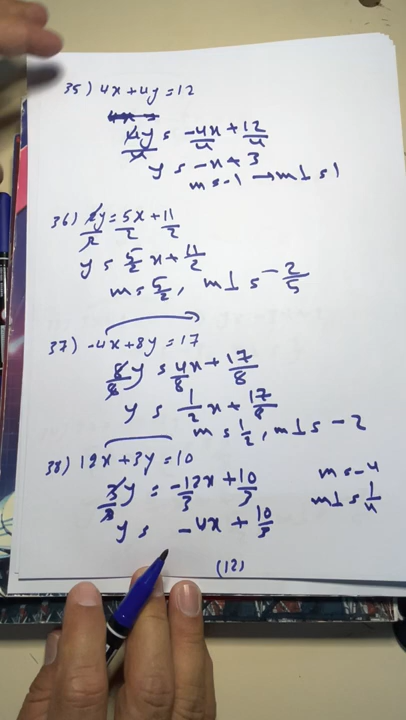 35) 4x+4y=12
4y = -4x+12
4 4 4
y = -x+3
m=-1 → m⊥=1
36) 2y=5x+11
2 2 2
y = 5/2 x + 11/2
m=5/2, m⊥ = -2/5
37) -4x+8y=17
8y = 4x+17
8 8 8
y = 1/2 x + 17/8
m=1/2, m⊥ = -2
38) 12x+3y=10
3y = -12x+10
3 3 3
y = -4x + 10/3
m=-4
m⊥=1/4
(12)